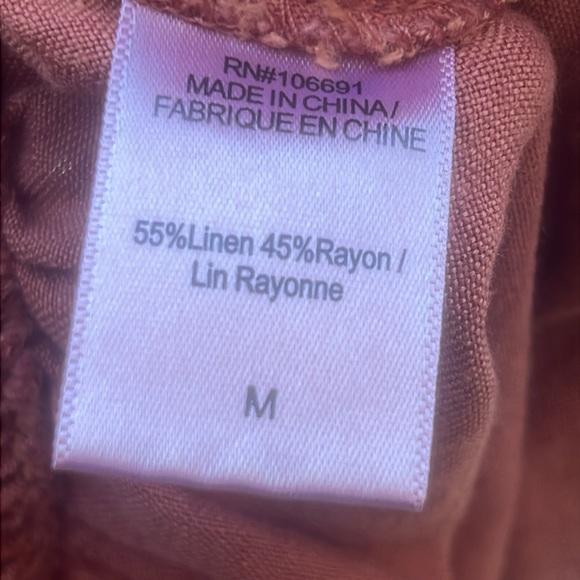 RN#106691
MADE IN CHINA/
FABRIQUE EN CHINE
55%Linen 45%Rayon /
Lin Rayonne
M